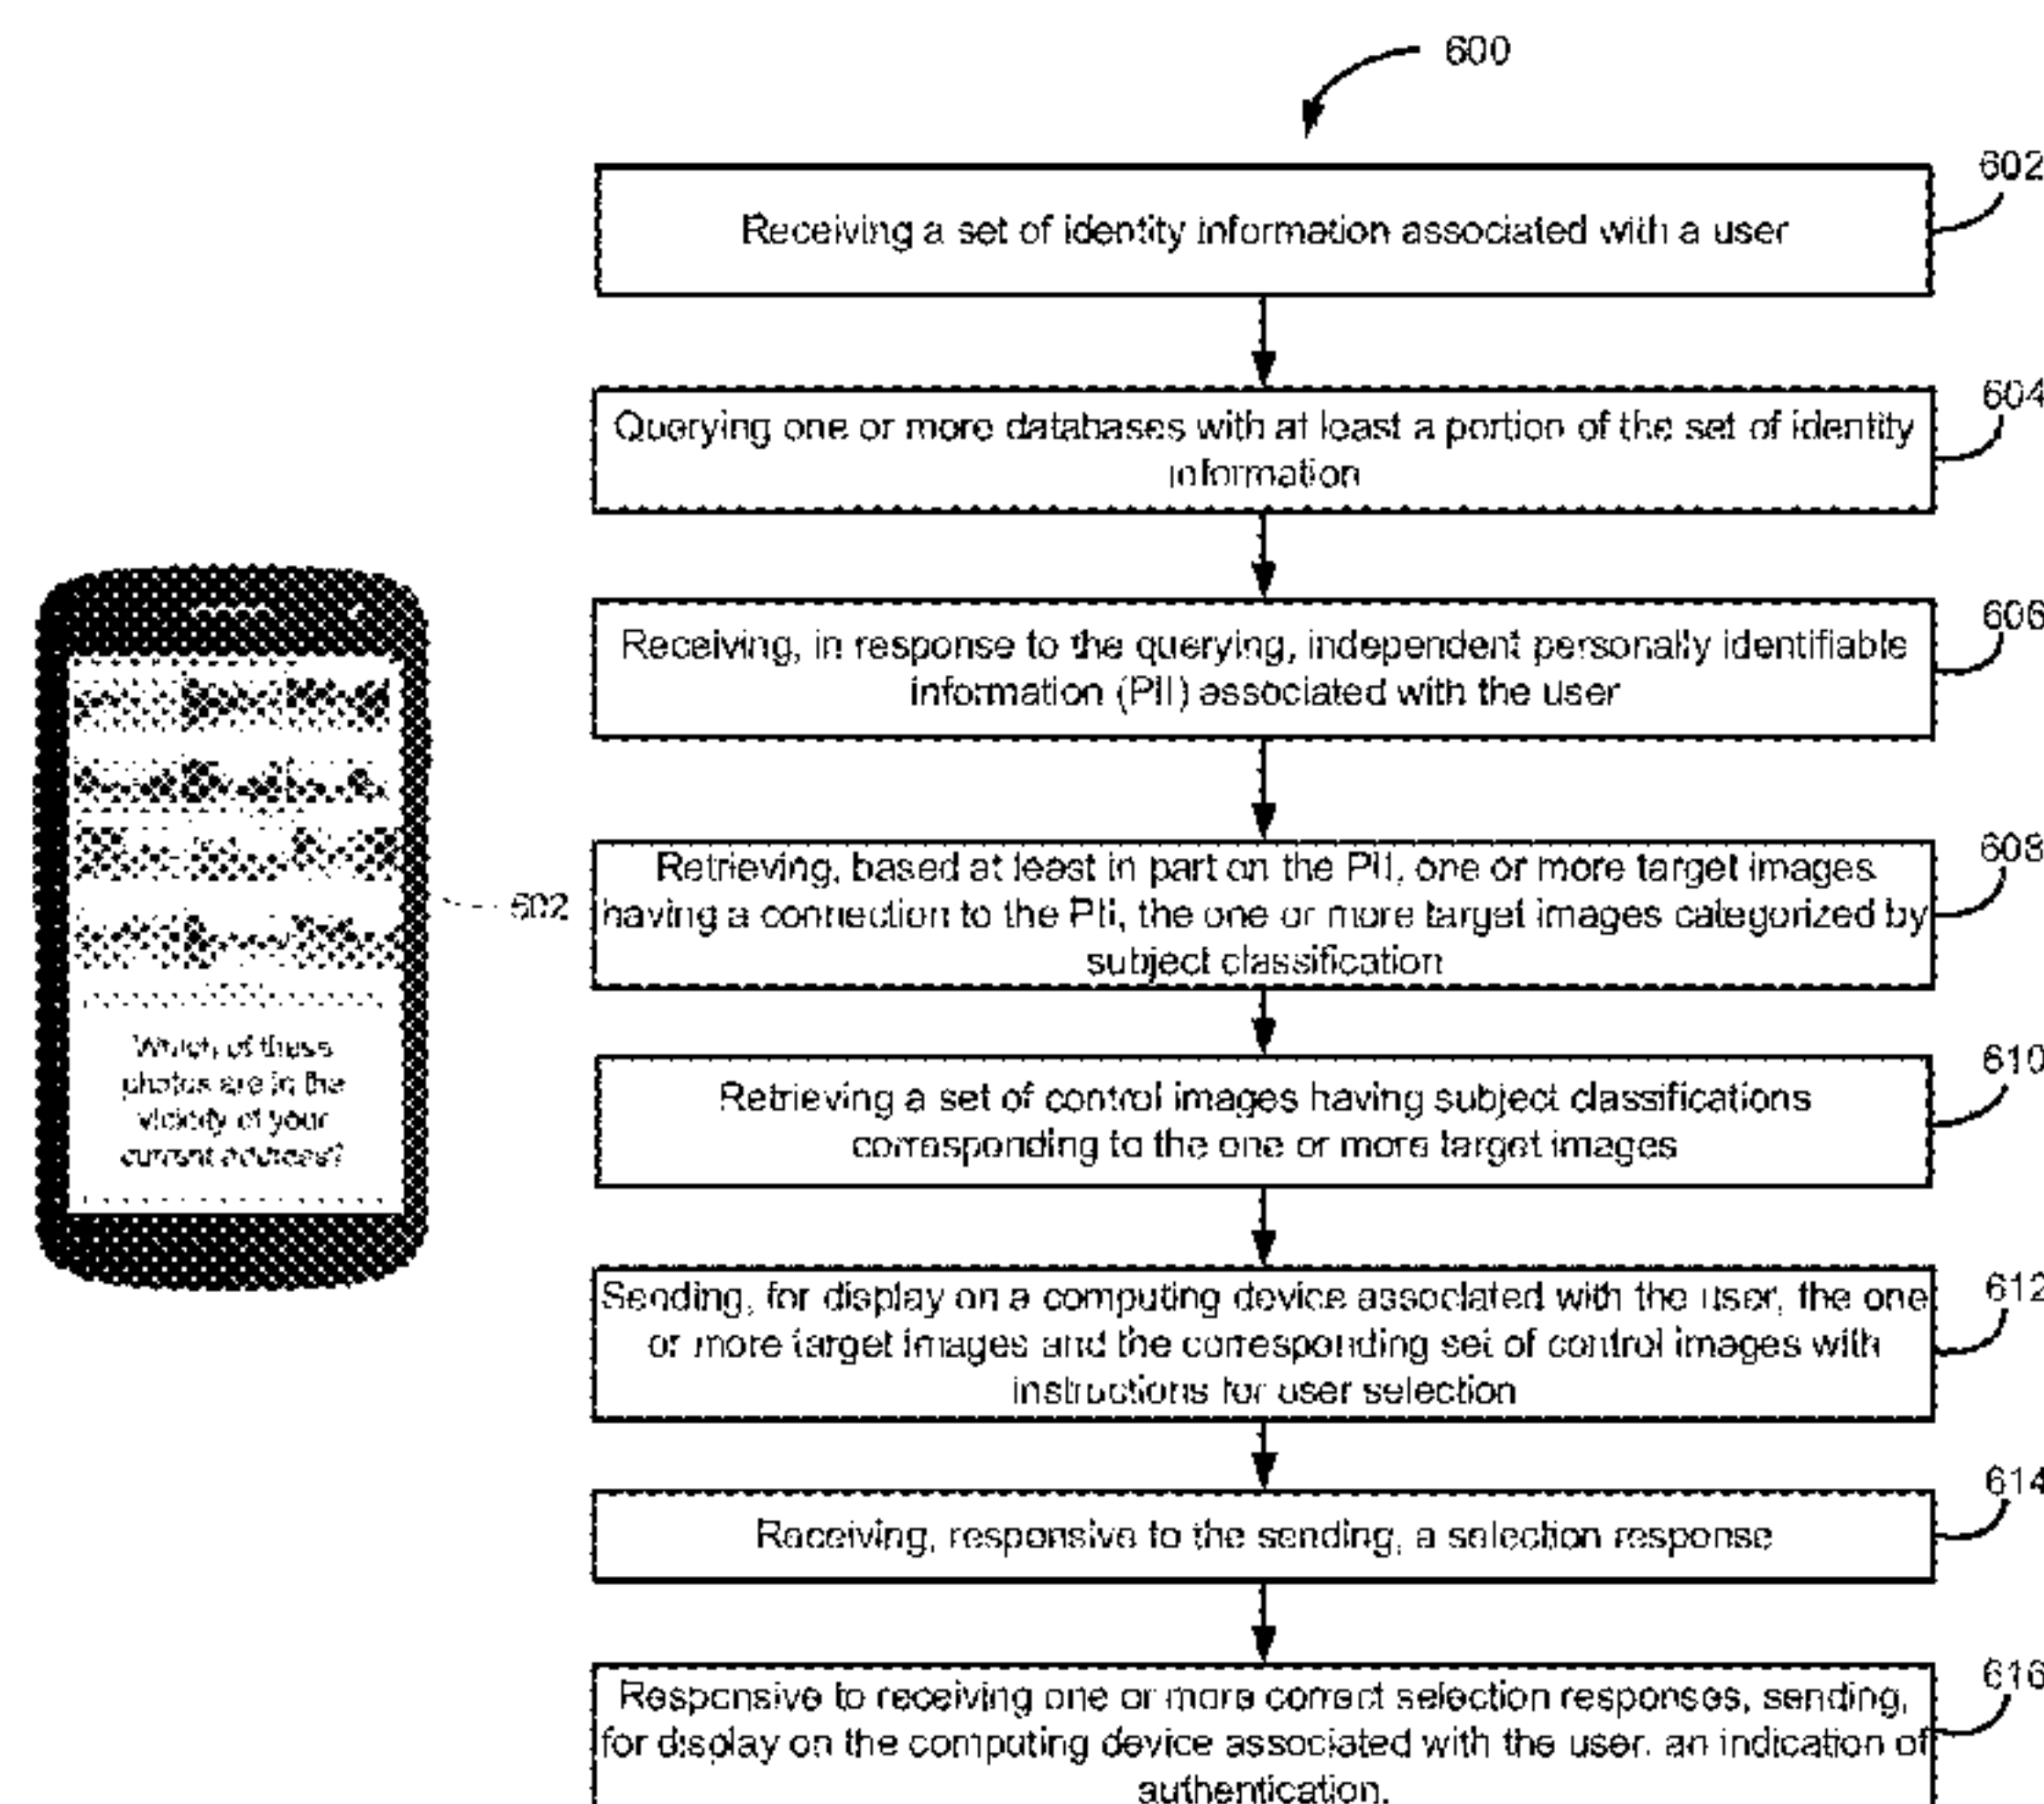 600
602
Receiving a set of identity information associated with a user
604
Querying one or more databases with at least a portion of the set of identity
information
606
Receiving, in response to the querying, independent personally identifiable
information (PII) associated with the user
608
Retrieving, based at least in part on the PII, one or more target images
having a connection to the PII, the one or more target images categorized by
subject classification
602
Which of these
photos are in the
vicinity of your
current address?
610
Retrieving a set of control images having subject classifications
corresponding to the one or more target images
612
Sending, for display on a computing device associated with the user, the one
or more target images and the corresponding set of control images with
instructions for user selection
614
Receiving, responsive to the sending, a selection response
616
Responsive to receiving one or more correct selection responses, sending,
for display on the computing device associated with the user, an indication of
authentication.